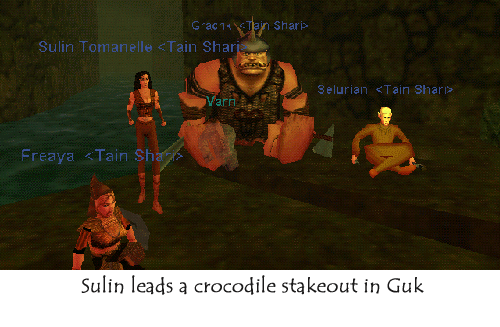 Grach <Tain Shari>
Sulin Tomanelle <Tain Shari
Selurian <Tain Shari>
Varri
Freaya <Tain Shari>
Sulin leads a crocodile stakeout in Guk